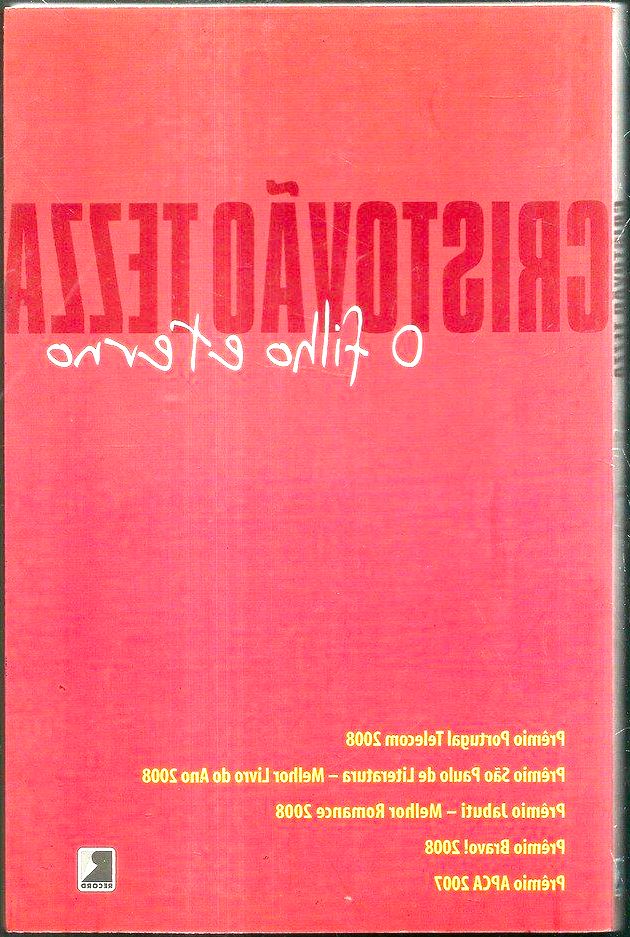 CRISTOVÃO TEZZA
O filho eterno
Prêmio Portugal Telecom 2008
Prêmio São Paulo de Literatura – Melhor Livro do Ano 2008
Prêmio Jabuti – Melhor Romance 2008
Prêmio Bravo! 2008
Prêmio APCA 2007
RECORD